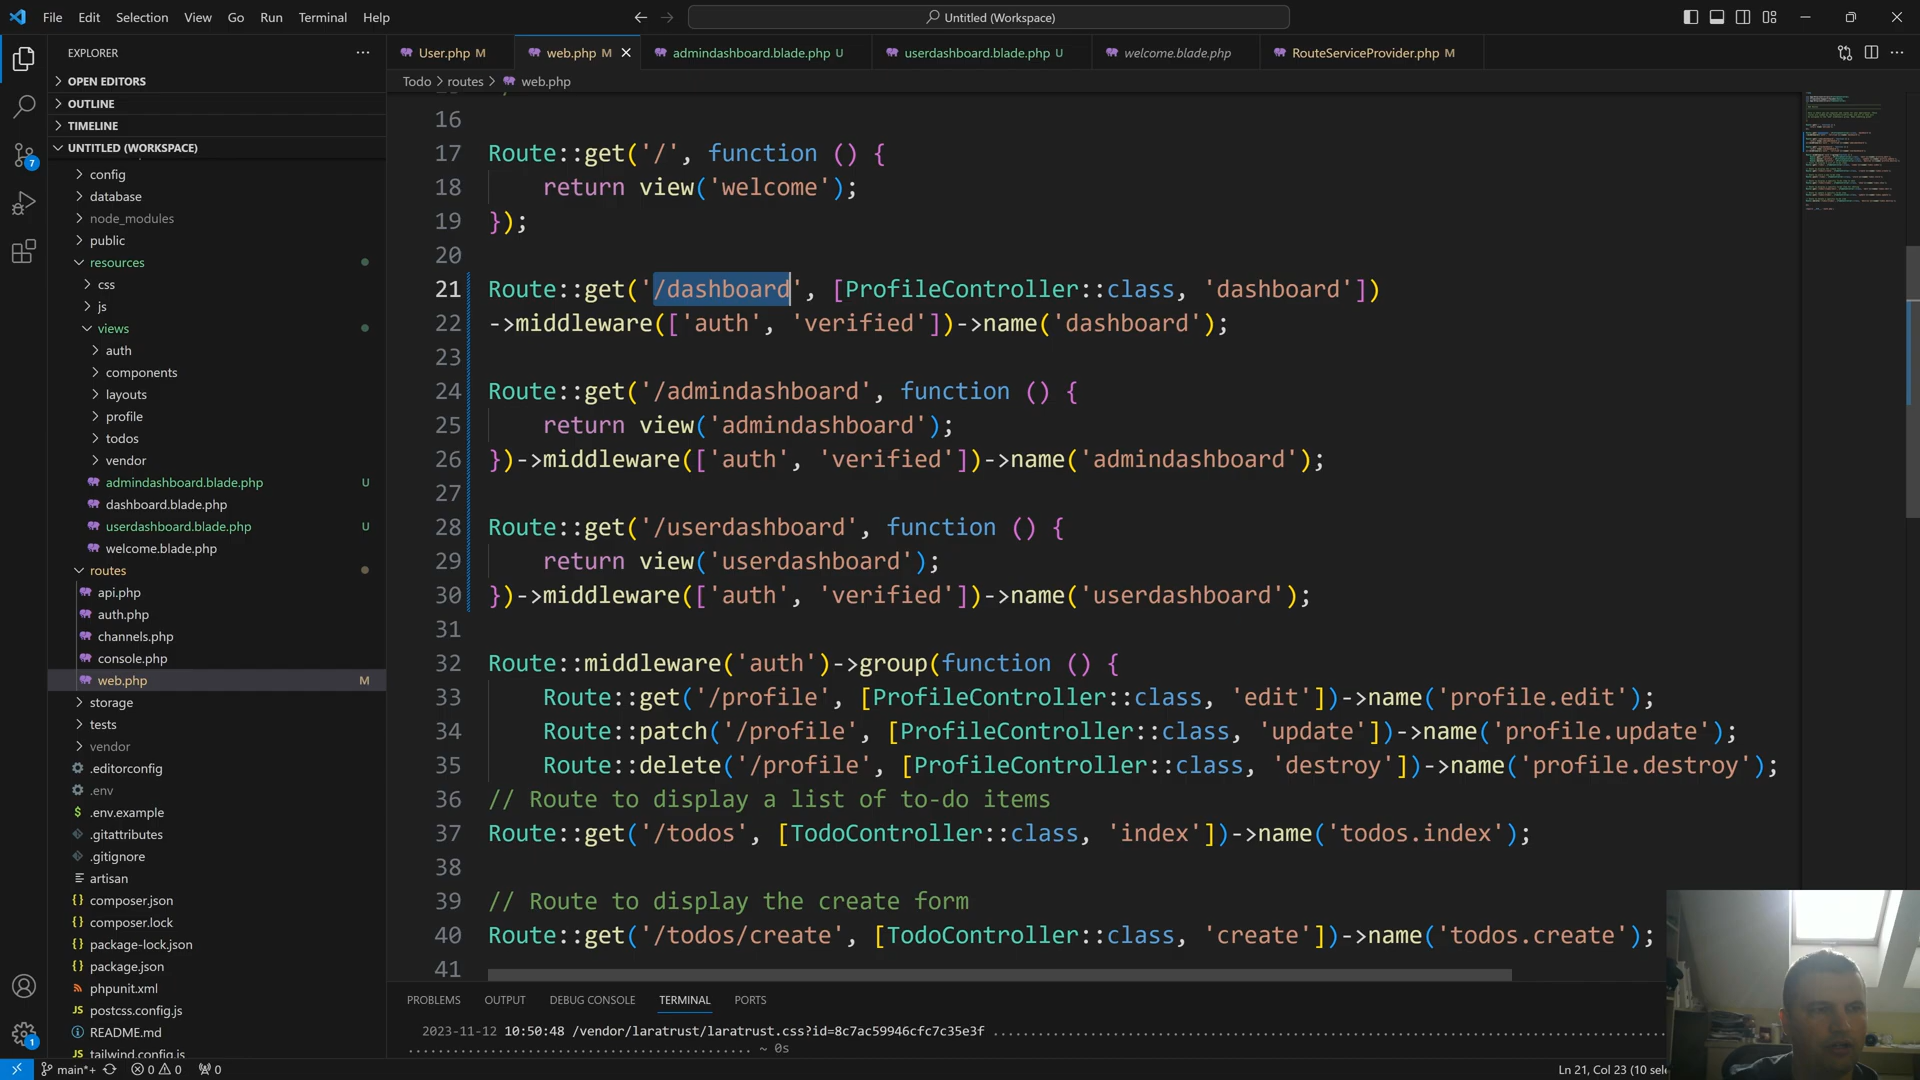 File Edit Selection View Go Run Terminal Help
Untitled (Workspace)
EXPLORER
OPEN EDITORS
OUTLINE
TIMELINE
UNTITLED (WORKSPACE)
config
database
node_modules
public
resources
css
js
views
auth
components
layouts
profile
todos
vendor
admindashboard.blade.php U
dashboard.blade.php
userdashboard.blade.php U
welcome.blade.php
routes
api.php
auth.php
channels.php
console.php
web.php M
storage
tests
vendor
.editorconfig
.env
.env.example
.gitattributes
.gitignore
artisan
composer.json
composer.lock
package-lock.json
package.json
phpunit.xml
postcss.config.js
README.md
tailwind.config.js
7
1
User.php M web.php M admindashboard.blade.php U userdashboard.blade.php U welcome.blade.php RouteServiceProvider.php M
Todo > routes > web.php
16
17 Route::get('/', function () {
18 return view('welcome');
19 });
20
21 Route::get('/dashboard', [ProfileController::class, 'dashboard'])
22 ->middleware(['auth', 'verified'])->name('dashboard');
23
24 Route::get('/admindashboard', function () {
25 return view('admindashboard');
26 })->middleware(['auth', 'verified'])->name('admindashboard');
27
28 Route::get('/userdashboard', function () {
29 return view('userdashboard');
30 })->middleware(['auth', 'verified'])->name('userdashboard');
31
32 Route::middleware('auth')->group(function () {
33 Route::get('/profile', [ProfileController::class, 'edit'])->name('profile.edit');
34 Route::patch('/profile', [ProfileController::class, 'update'])->name('profile.update');
35 Route::delete('/profile', [ProfileController::class, 'destroy'])->name('profile.destroy');
36 // Route to display a list of to-do items
37 Route::get('/todos', [TodoController::class, 'index'])->name('todos.index');
38
39 // Route to display the create form
40 Route::get('/todos/create', [TodoController::class, 'create'])->name('todos.create');
41
PROBLEMS OUTPUT DEBUG CONSOLE TERMINAL PORTS
2023-11-12 10:50:48 /vendor/laratrust/laratrust.css?id=8c7ac59946cfc7c35e3f ....................................................................................................
.................................................. ~ 0s
main*+ 0 0 0 Ln 21, Col 23 (10 sele